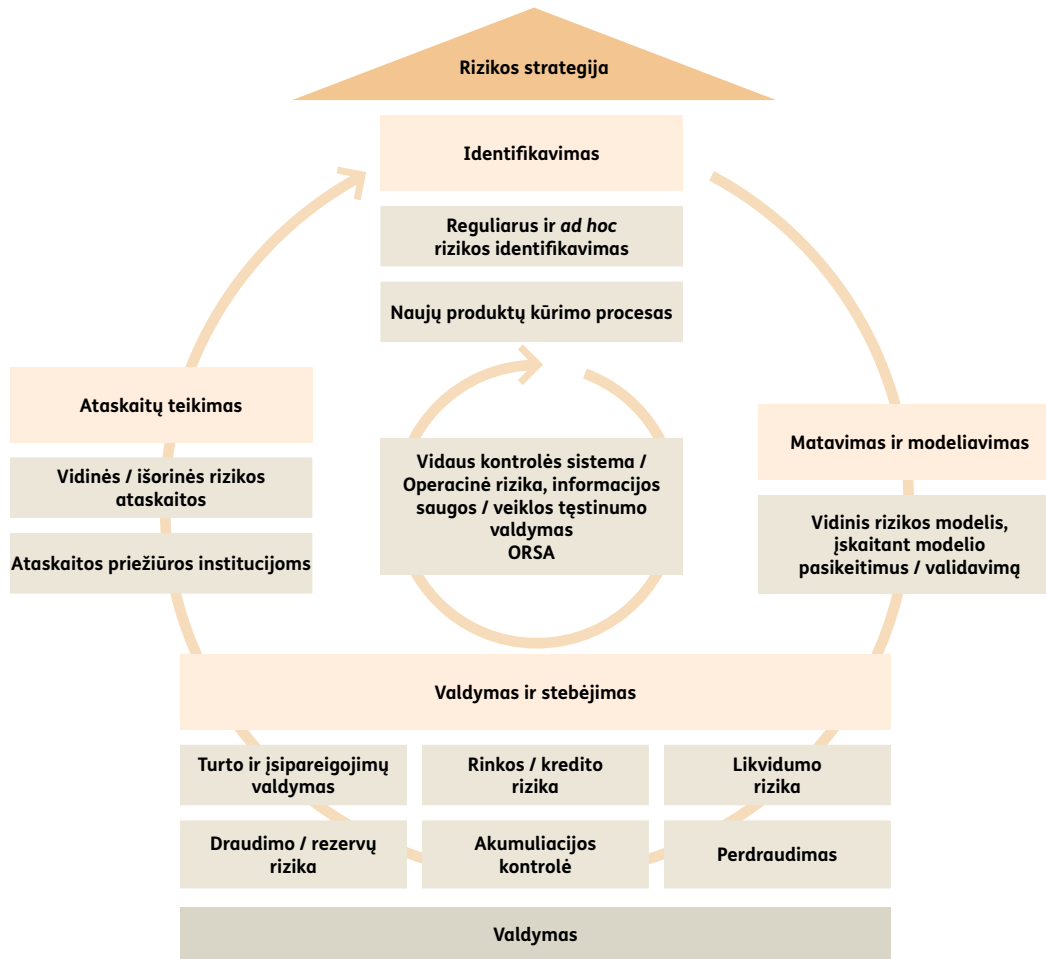 Rizikos strategija
Identifikavimas
Reguliarus ir ad hoc
rizikos identifikavimas
Naujų produktų kūrimo procesas
Ataskaitų teikimas
Vidinės / išorinės rizikos
ataskaitos
Ataskaitos priežiūros institucijoms
Vidaus kontrolės sistema /
Operacinė rizika, informacijos
saugos / veiklos tęstinumo
valdymas
ORSA
Matavimas ir modeliavimas
Vidinis rizikos modelis,
įskaitant modelio
pasikeitimus / validavimą
Valdymas ir stebėjimas
Turto ir įsipareigojimų
valdymas
Rinkos / kredito
rizika
Likvidumo
rizika
Draudimo / rezervų
rizika
Akumuliacijos
kontrolė
Perdraudimas
Valdymas